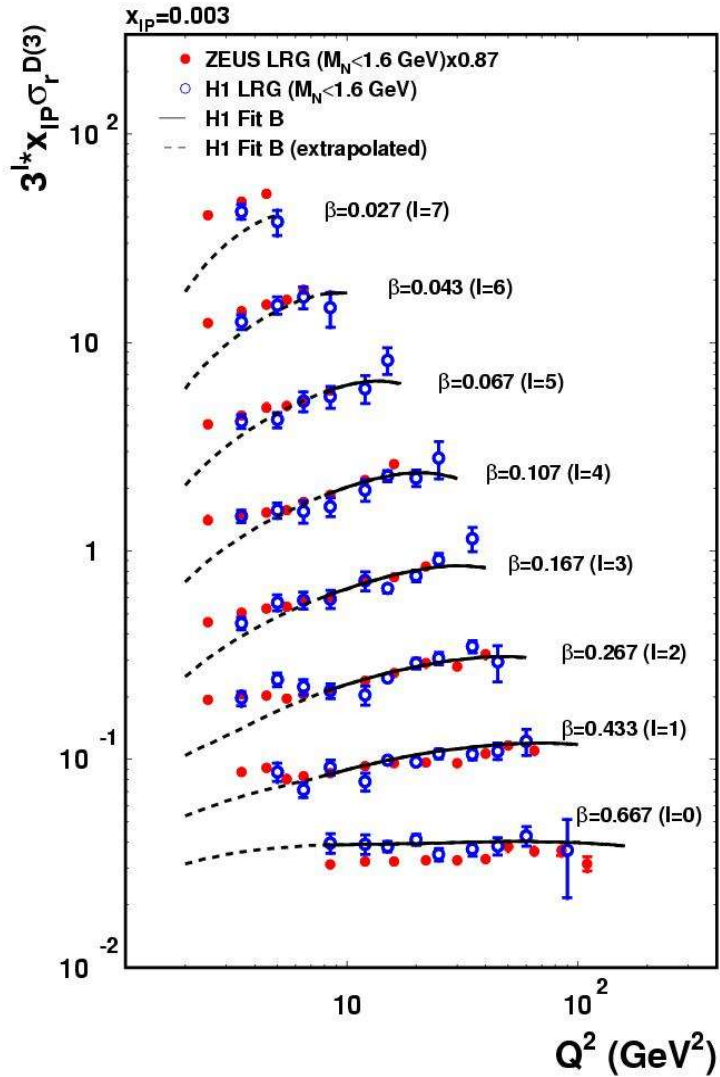 x_IP=0.003
3^l* x_IP σ_r^D(3)
ZEUS LRG (M_N<1.6 GeV)x0.87
H1 LRG (M_N<1.6 GeV)
H1 Fit B
H1 Fit B (extrapolated)
10^2
β=0.027 (l=7)
β=0.043 (l=6)
10
β=0.067 (l=5)
β=0.107 (l=4)
1
β=0.167 (l=3)
β=0.267 (l=2)
10^-1
β=0.433 (l=1)
β=0.667 (l=0)
10^-2
10
10^2
Q^2 (GeV^2)